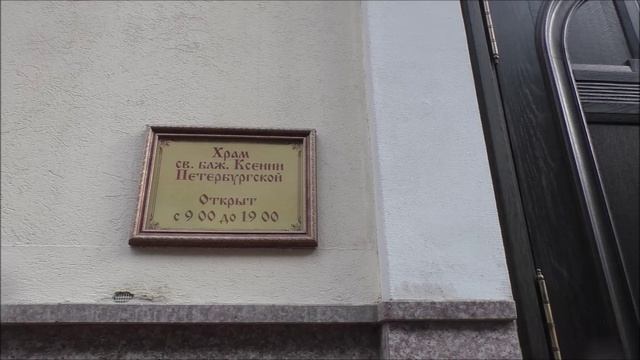 Храм
св. блж. Ксении
Петербургской
Открыт
с 9 00 до 19 00